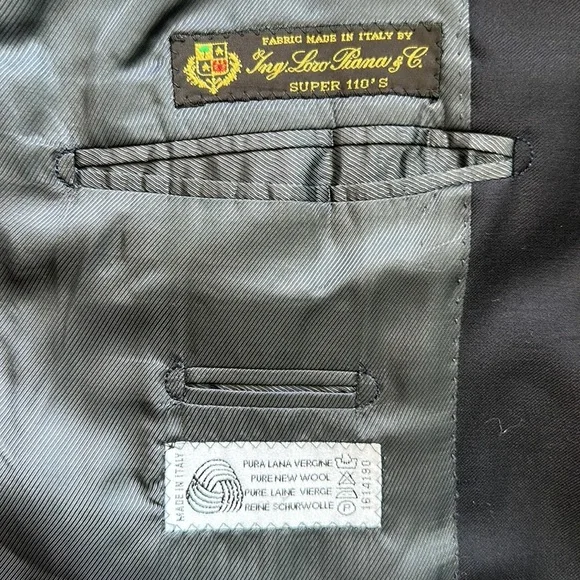 FABRIC MADE IN ITALY BY
Ing. Loro Piana & C.
SUPER 110'S
MADE IN ITALY
PURA LANA VERGINE
PURE NEW WOOL
PURE LAINE VIERGE
REINE SCHURWOLLE
P
1614190